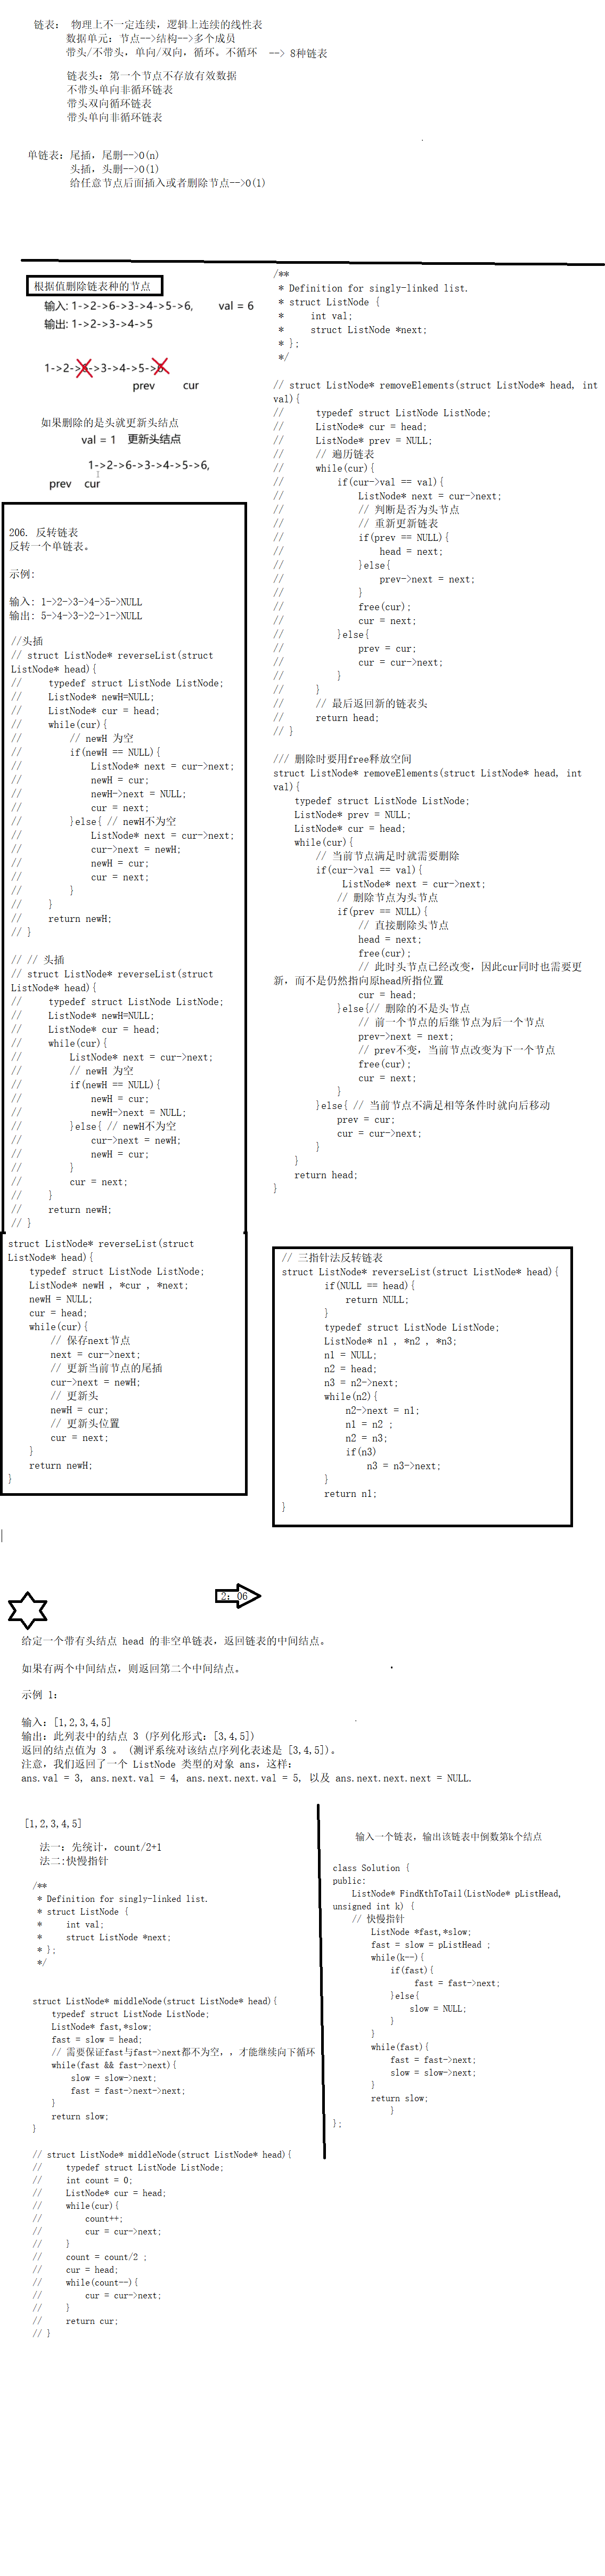 链表： 物理上不一定连续，逻辑上连续的线性表
数据单元：节点-->结构-->多个成员
带头/不带头，单向/双向，循环。不循环 --> 8种链表
链表头：第一个节点不存放有效数据
不带头单向非循环链表
带头双向循环链表
带头单向非循环链表
单链表：尾插，尾删-->O(n)
头插，头删-->O(1)
给任意节点后面插入或者删除节点-->O(1)
根据值删除链表种的节点
输入: 1->2->6->3->4->5->6, val = 6
输出: 1->2->3->4->5
1->2->6->3->4->5->6
prev cur
如果删除的是头就更新头结点
val = 1 更新头结点
1->2->6->3->4->5->6,
prev cur
206. 反转链表
反转一个单链表。
示例:
输入: 1->2->3->4->5->NULL
输出: 5->4->3->2->1->NULL
//头插
// struct ListNode* reverseList(struct
ListNode* head){
// typedef struct ListNode ListNode;
// ListNode* newH=NULL;
// ListNode* cur = head;
// while(cur){
// // newH 为空
// if(newH == NULL){
// ListNode* next = cur->next;
// newH = cur;
// newH->next = NULL;
// cur = next;
// }else{ // newH不为空
// ListNode* next = cur->next;
// cur->next = newH;
// newH = cur;
// cur = next;
// }
// }
// return newH;
// }
// // 头插
// struct ListNode* reverseList(struct
ListNode* head){
// typedef struct ListNode ListNode;
// ListNode* newH=NULL;
// ListNode* cur = head;
// while(cur){
// ListNode* next = cur->next;
// // newH 为空
// if(newH == NULL){
// newH = cur;
// newH->next = NULL;
// }else{ // newH不为空
// cur->next = newH;
// newH = cur;
// }
// cur = next;
// }
// return newH;
// }
struct ListNode* reverseList(struct
ListNode* head){
typedef struct ListNode ListNode;
ListNode* newH , *cur , *next;
newH = NULL;
cur = head;
while(cur){
// 保存next节点
next = cur->next;
// 更新当前节点的尾插
cur->next = newH;
// 更新头
newH = cur;
// 更新头位置
cur = next;
}
return newH;
}
/**
* Definition for singly-linked list.
* struct ListNode {
* int val;
* struct ListNode *next;
* };
*/
// struct ListNode* removeElements(struct ListNode* head, int
val){
// typedef struct ListNode ListNode;
// ListNode* cur = head;
// ListNode* prev = NULL;
// // 遍历链表
// while(cur){
// if(cur->val == val){
// ListNode* next = cur->next;
// // 判断是否为头节点
// // 重新更新链表
// if(prev == NULL){
// head = next;
// }else{
// prev->next = next;
// }
// free(cur);
// cur = next;
// }else{
// prev = cur;
// cur = cur->next;
// }
// }
// // 最后返回新的链表头
// return head;
// }
/// 删除时要用free释放空间
struct ListNode* removeElements(struct ListNode* head, int
val){
typedef struct ListNode ListNode;
ListNode* prev = NULL;
ListNode* cur = head;
while(cur){
// 当前节点满足时就需要删除
if(cur->val == val){
ListNode* next = cur->next;
// 删除节点为头节点
if(prev == NULL){
// 直接删除头节点
head = next;
free(cur);
// 此时头节点已经改变，因此cur同时也需要更
新，而不是仍然指向原head所指位置
cur = head;
}else{// 删除的不是头节点
// 前一个节点的后继节点为后一个节点
prev->next = next;
// prev不变，当前节点改变为下一个节点
free(cur);
cur = next;
}
}else{ // 当前节点不满足相等条件时就向后移动
prev = cur;
cur = cur->next;
}
}
return head;
}
// 三指针法反转链表
struct ListNode* reverseList(struct ListNode* head){
if(NULL == head){
return NULL;
}
typedef struct ListNode ListNode;
ListNode* n1 , *n2 , *n3;
n1 = NULL;
n2 = head;
n3 = n2->next;
while(n2){
n2->next = n1;
n1 = n2 ;
n2 = n3;
if(n3)
n3 = n3->next;
}
return n1;
}
2：06
给定一个带有头结点 head 的非空单链表，返回链表的中间结点。
如果有两个中间结点，则返回第二个中间结点。
示例 1：
输入：[1,2,3,4,5]
输出：此列表中的结点 3 (序列化形式：[3,4,5])
返回的结点值为 3 。 (测评系统对该结点序列化表述是 [3,4,5])。
注意，我们返回了一个 ListNode 类型的对象 ans，这样：
ans.val = 3, ans.next.val = 4, ans.next.next.val = 5, 以及 ans.next.next.next = NULL.
[1,2,3,4,5]
法一：先统计，count/2+1
法二:快慢指针
/**
* Definition for singly-linked list.
* struct ListNode {
* int val;
* struct ListNode *next;
* };
*/
struct ListNode* middleNode(struct ListNode* head){
typedef struct ListNode ListNode;
ListNode* fast,*slow;
fast = slow = head;
// 需要保证fast与fast->next都不为空，，才能继续向下循环
while(fast && fast->next){
slow = slow->next;
fast = fast->next->next;
}
return slow;
}
// struct ListNode* middleNode(struct ListNode* head){
// typedef struct ListNode ListNode;
// int count = 0;
// ListNode* cur = head;
// while(cur){
// count++;
// cur = cur->next;
// }
// count = count/2 ;
// cur = head;
// while(count--){
// cur = cur->next;
// }
// return cur;
// }
输入一个链表，输出该链表中倒数第k个结点
class Solution {
public:
ListNode* FindKthToTail(ListNode* pListHead,
unsigned int k) {
// 快慢指针
ListNode *fast,*slow;
fast = slow = pListHead ;
while(k--){
if(fast){
fast = fast->next;
}else{
slow = NULL;
}
}
while(fast){
fast = fast->next;
slow = slow->next;
}
return slow;
}
};